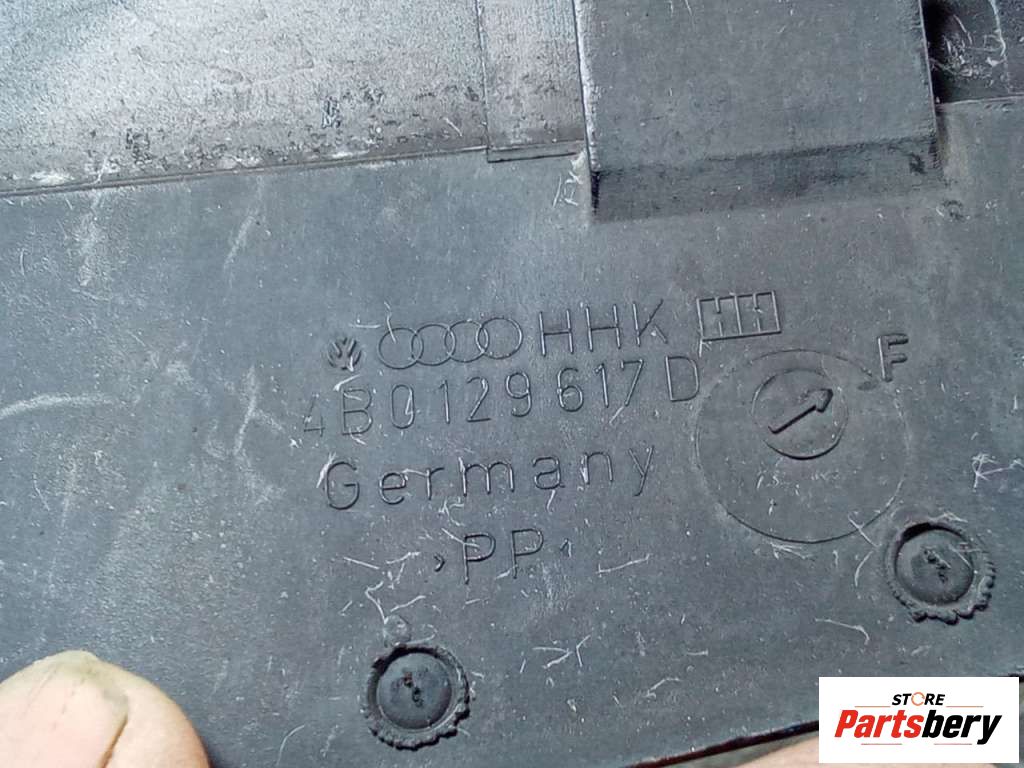 HHK
4B0129617D
F
Germany
>PP<
STORE
Partsbery